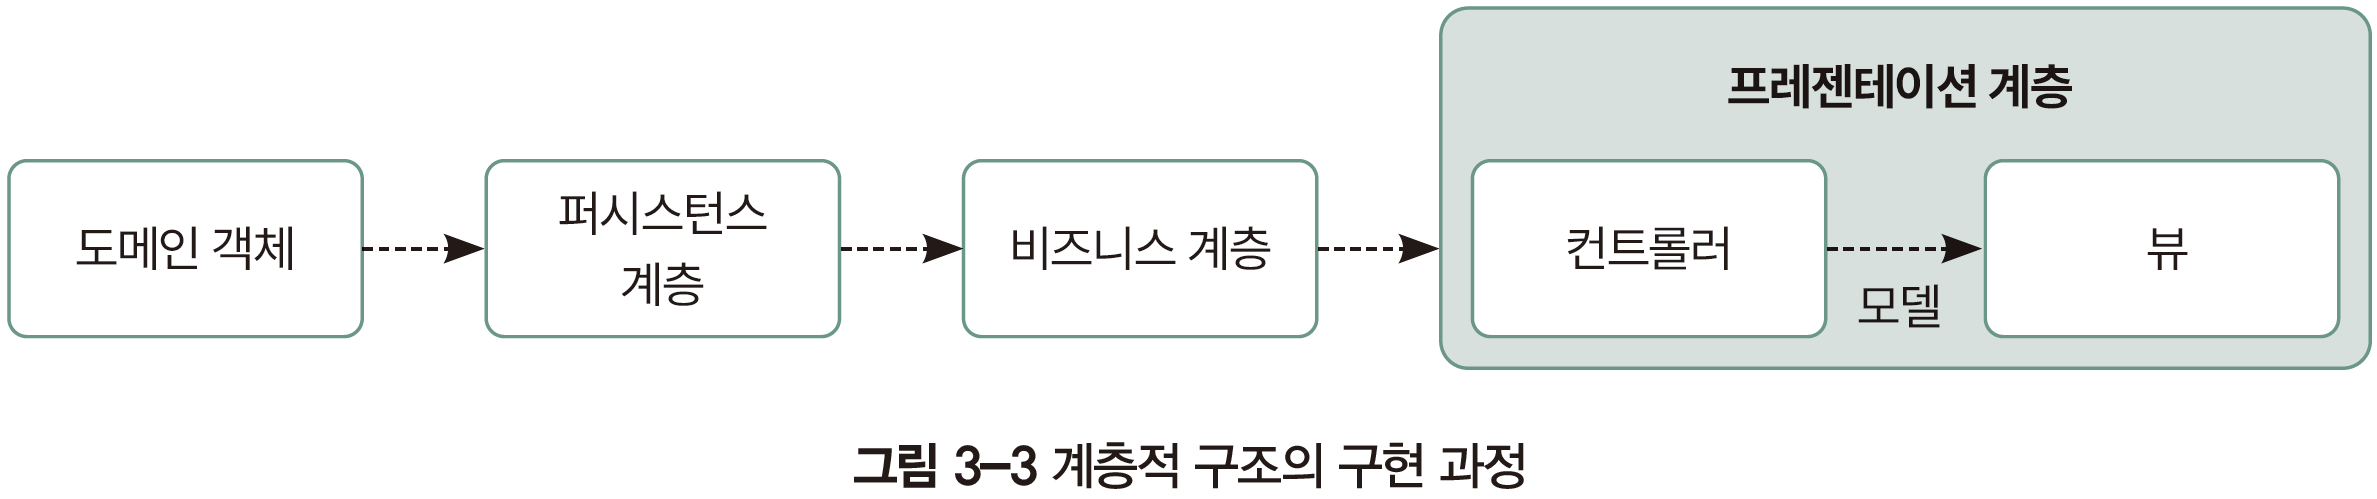 프레젠테이션 계층
도메인 객체
퍼시스턴스
계층
비즈니스 계층
컨트롤러
모델
뷰
그림 3-3 계층적 구조의 구현 과정